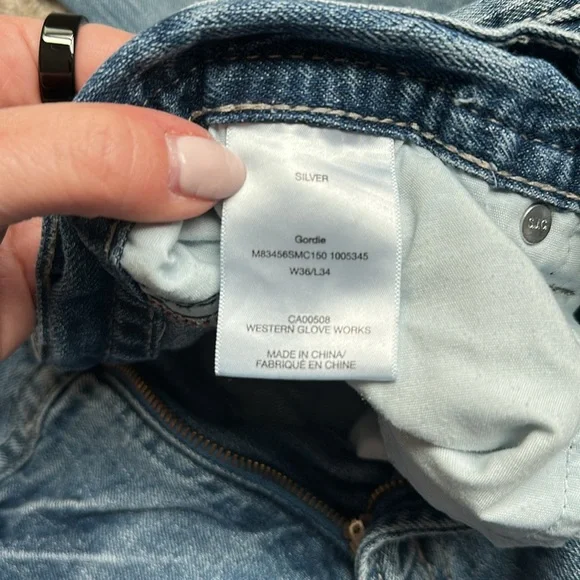 SILVER
Gordie
M83456SMC150 1005345
W36/L34
CA00508
WESTERN GLOVE WORKS
MADE IN CHINA/
FABRIQUÉ EN CHINE
S.J.C